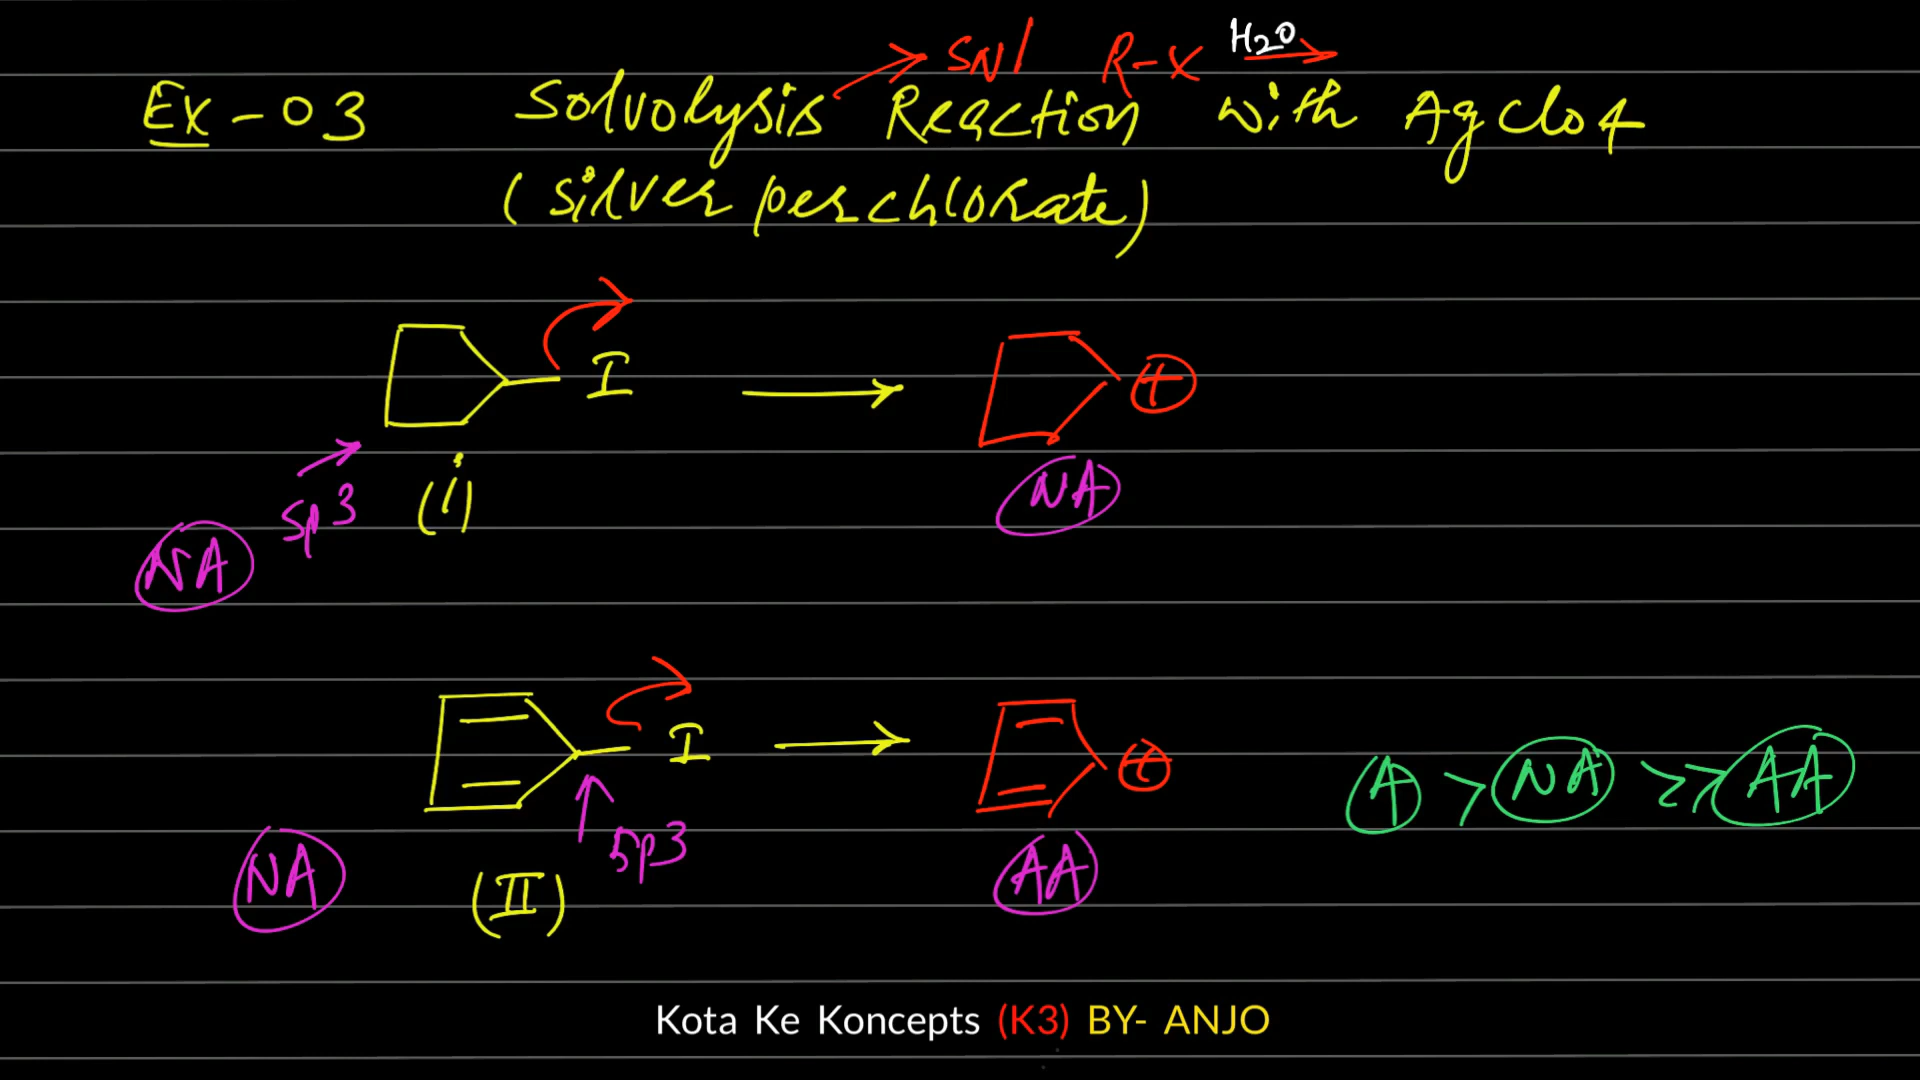 → SN1 R-X H2O →
Ex-03 Solvolysis Reaction with AgClO4
(silver perchlorate)
I → ⊕
sp3 (i) NA
NA
I → ⊕ A > NA >> AA
sp3 AA
NA (II)
Kota Ke Koncepts (K3) BY- ANJO